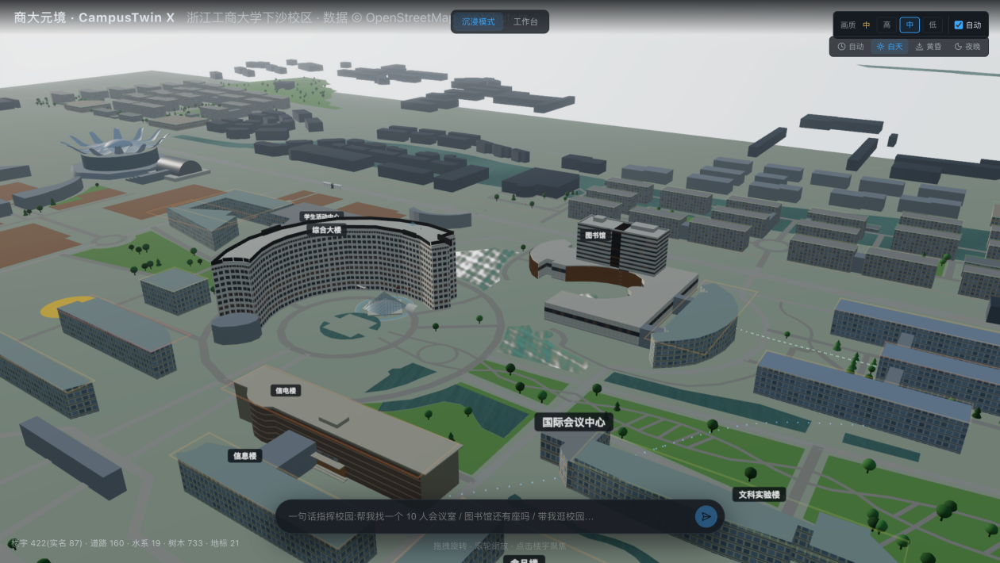 商大元境 · CampusTwin X 浙江工商大学下沙校区 · 数据 © OpenStreetMap
沉浸模式 工作台
画质 中 高 中 低 自动
自动 白天 黄昏 夜晚
学生活动中心
综合大楼
图书馆
信电楼
国际会议中心
信息楼
文科实验楼
一句话指挥校园:帮我找一个 10 人会议室 / 图书馆还有座吗 / 带我逛校园…
楼宇 422(实名 87) · 道路 160 · 水系 19 · 树木 733 · 地标 21
拖拽旋转 · 滚轮缩放 · 点击楼宇聚焦